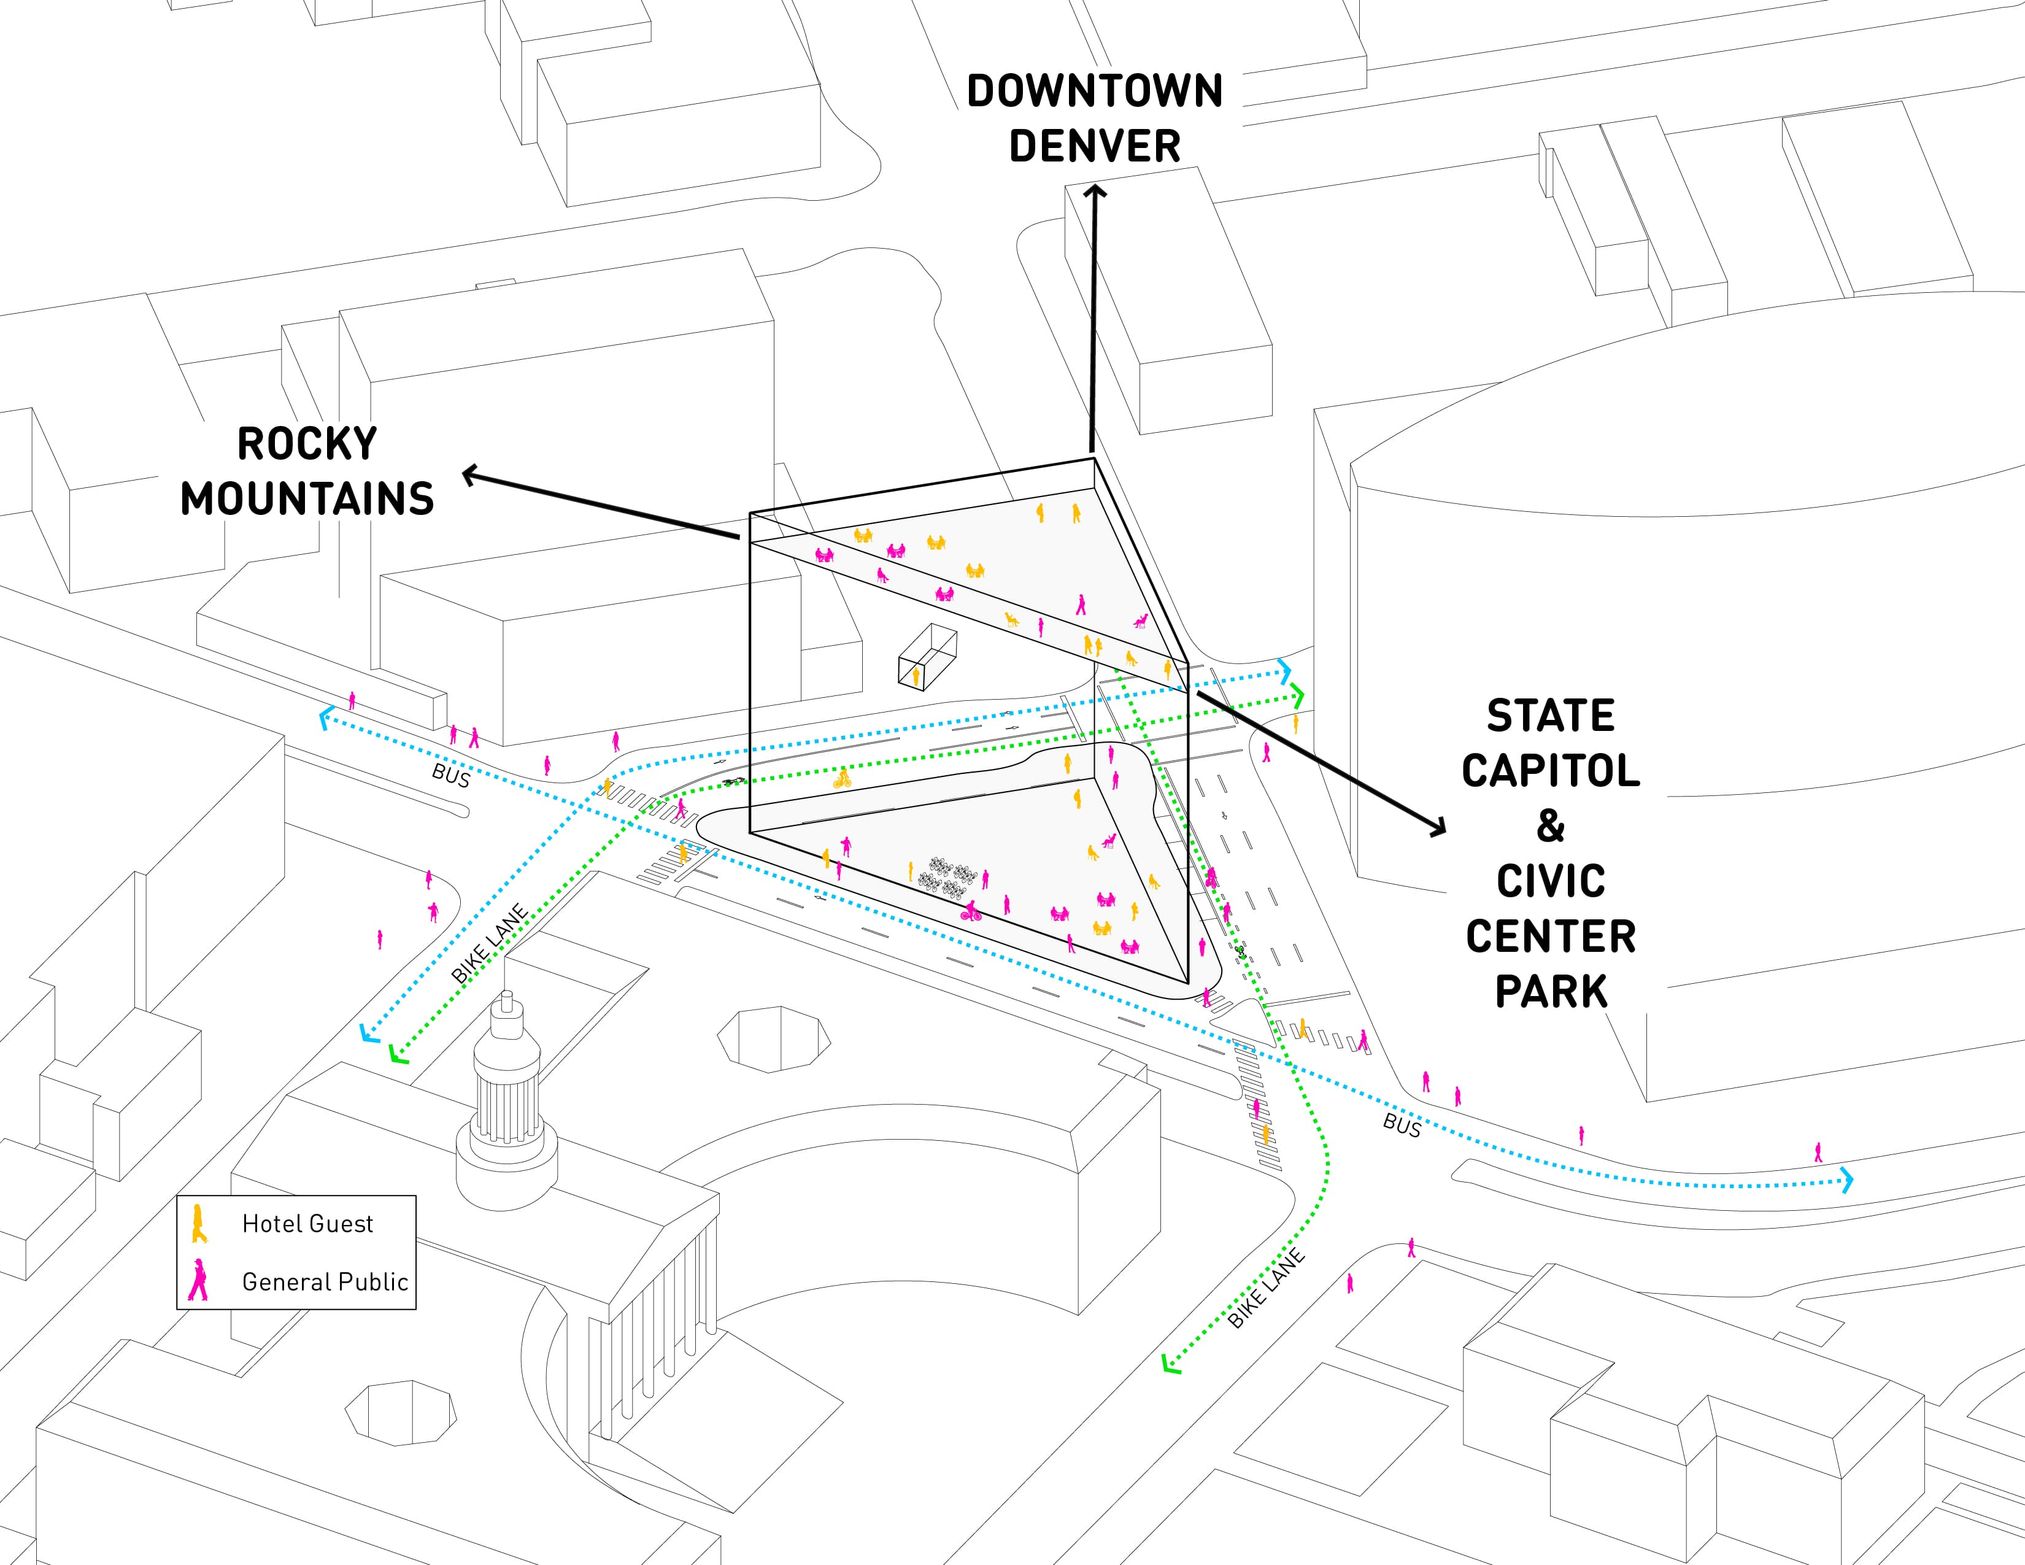 DOWNTOWN
DENVER
ROCKY
MOUNTAINS
STATE
CAPITOL
&
CIVIC
CENTER
PARK
BUS
BIKE LANE
BUS
BIKE LANE
Hotel Guest
General Public